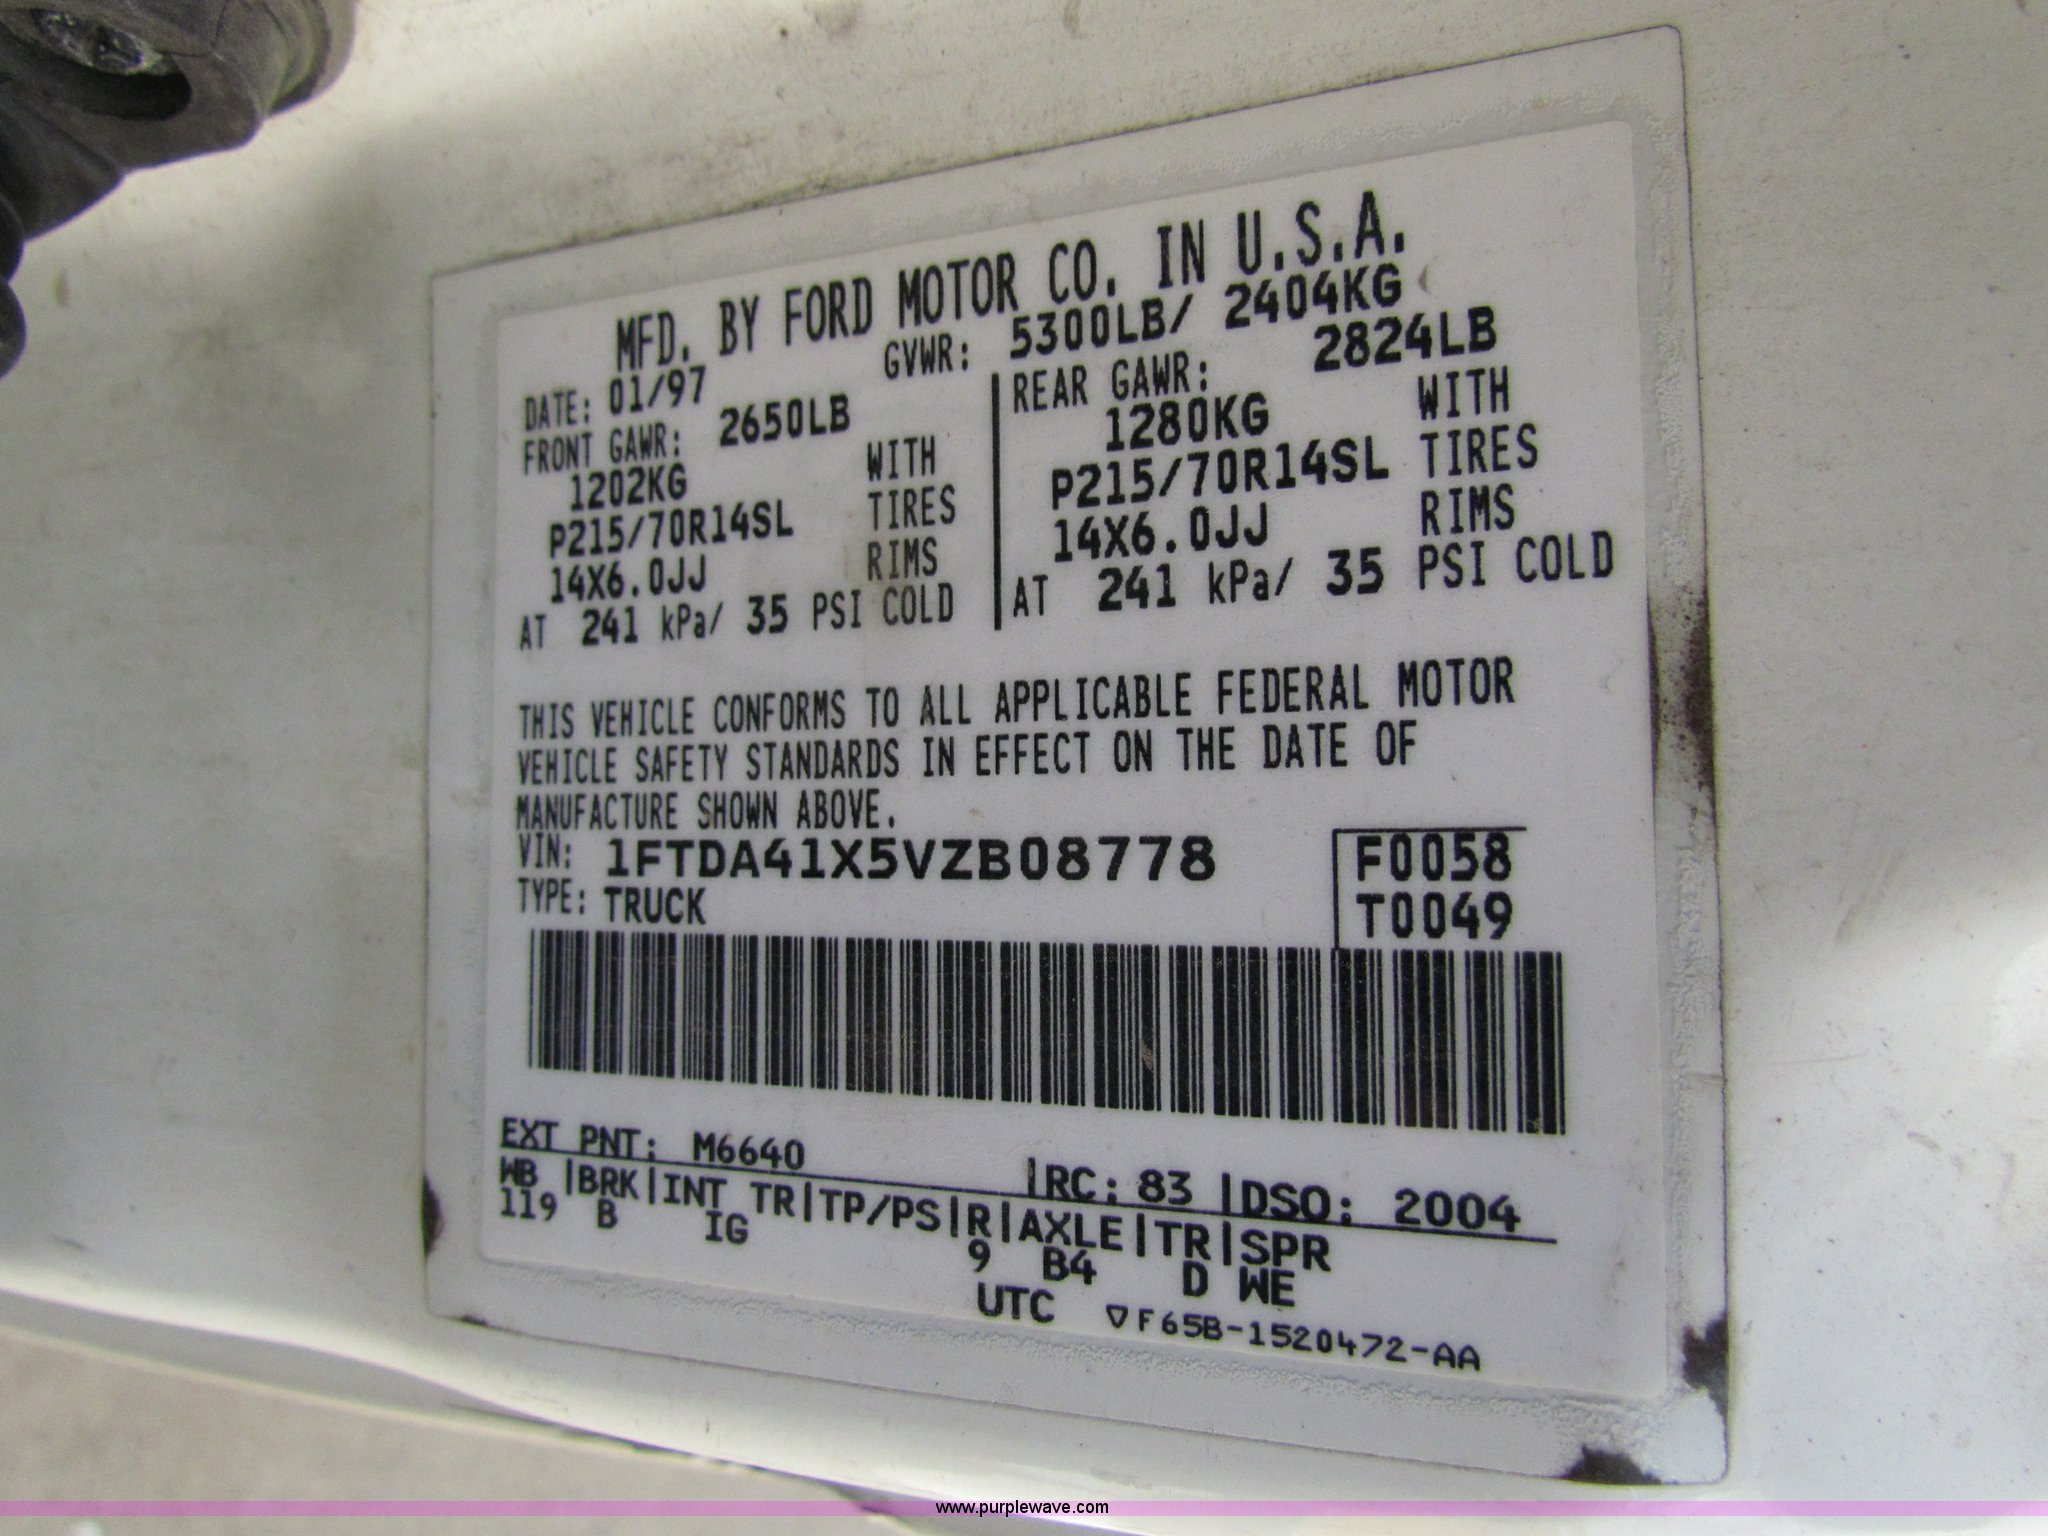 MFD. BY FORD MOTOR CO. IN U.S.A.
DATE: 01/97 GVWR: 5300LB/ 2404KG
FRONT GAWR: 2650LB REAR GAWR: 2824LB
1202KG WITH 1280KG WITH
P215/70R14SL TIRES P215/70R14SL TIRES
14X6.0JJ RIMS 14X6.0JJ RIMS
AT 241 kPa/ 35 PSI COLD AT 241 kPa/ 35 PSI COLD
THIS VEHICLE CONFORMS TO ALL APPLICABLE FEDERAL MOTOR
VEHICLE SAFETY STANDARDS IN EFFECT ON THE DATE OF
MANUFACTURE SHOWN ABOVE.
VIN: 1FTDA41X5VZB08778 F0058
TYPE: TRUCK T0049
EXT PNT: M6640 |RC: 83 |DSO: 2004
WB |BRK|INT TR|TP/PS|R|AXLE|TR|SPR
119 B IG 9 B4 D WE
UTC ▽F65B-1520472-AA
www.purplewave.com